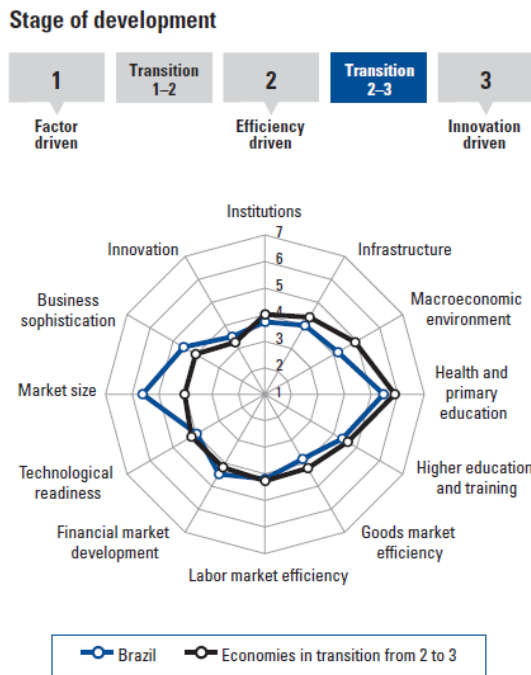 Stage of development
1
Transition
1–2
2
Transition
2–3
3
Factor
driven
Efficiency
driven
Innovation
driven
Institutions
7
Innovation
Infrastructure
6
5
Business
sophistication
Macroeconomic
environment
4
3
Market size
2
Health and
primary
education
1
Technological
readiness
Higher education
and training
Financial market
development
Goods market
efficiency
Labor market efficiency
Brazil
Economies in transition from 2 to 3